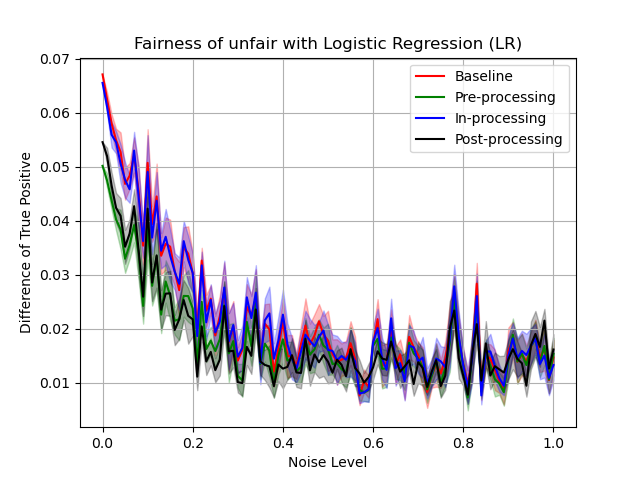 Fairness of unfair with Logistic Regression (LR)
0.07
0.06
0.05
0.04
0.03
0.02
0.01
Difference of True Positive
Baseline
Pre-processing
In-processing
Post-processing
0.0 0.2 0.4 0.6 0.8 1.0
Noise Level